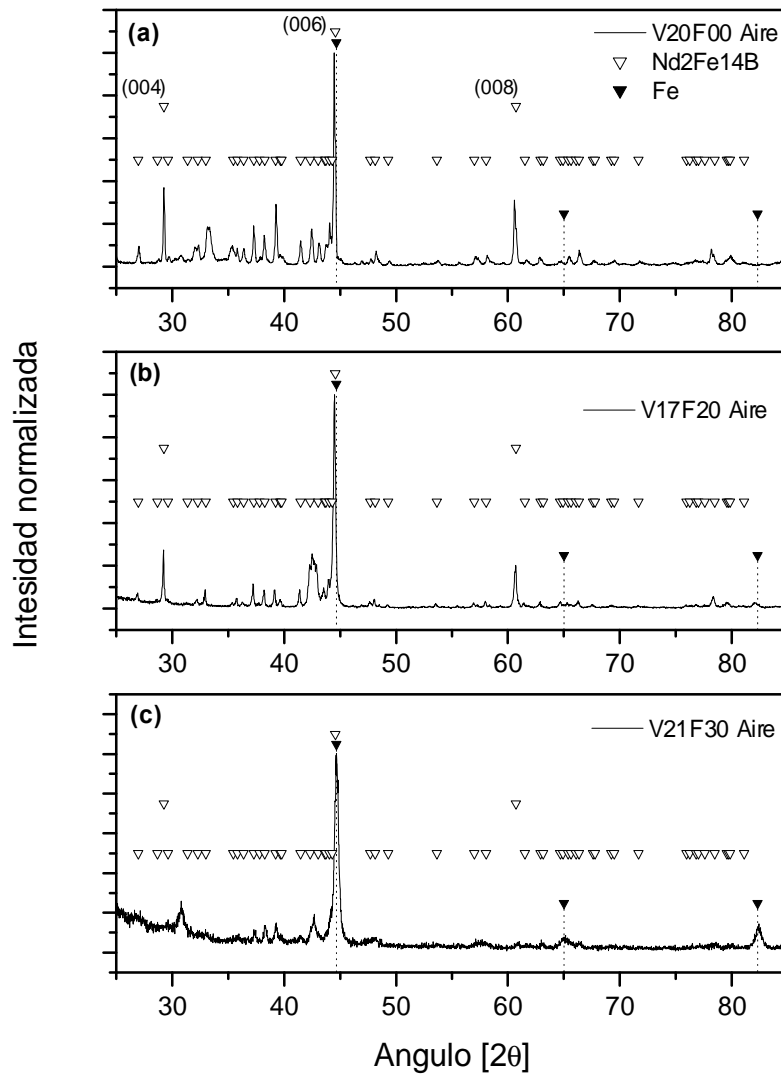 (a)
(006)
V20F00 Aire
Nd2Fe14B
Fe
(004)
(008)
30 40 50 60 70 80
(b)
V17F20 Aire
30 40 50 60 70 80
(c)
V21F30 Aire
30 40 50 60 70 80
Intesidad normalizada
Angulo [2θ]